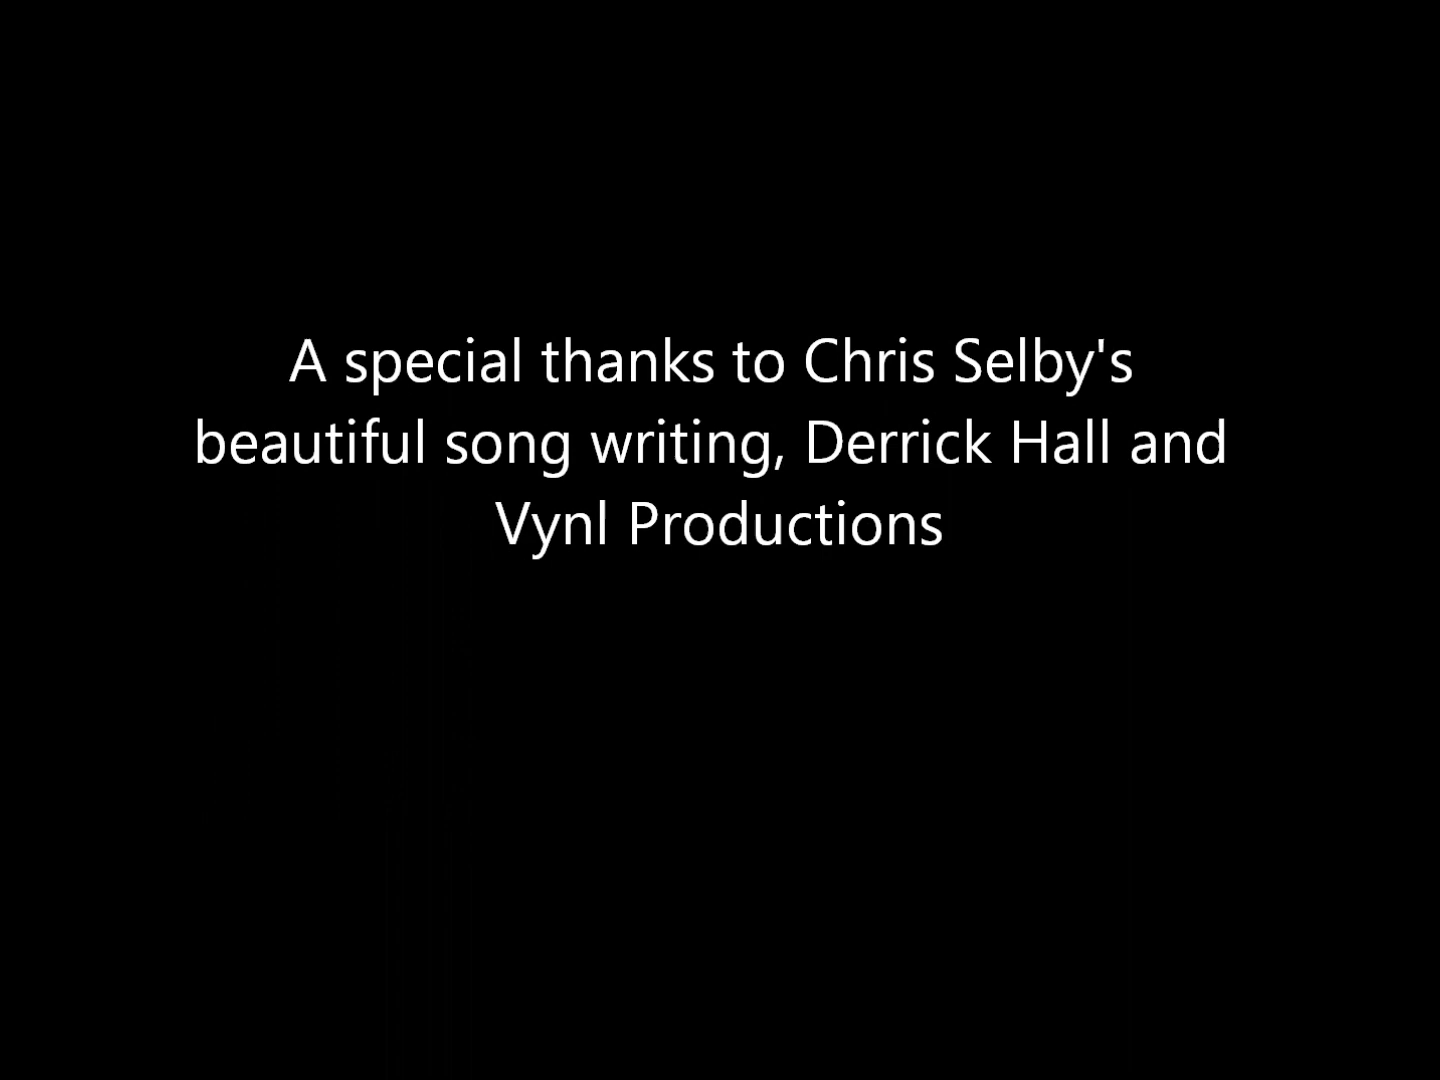 A special thanks to Chris Selby's
beautiful song writing, Derrick Hall and
Vynl Productions